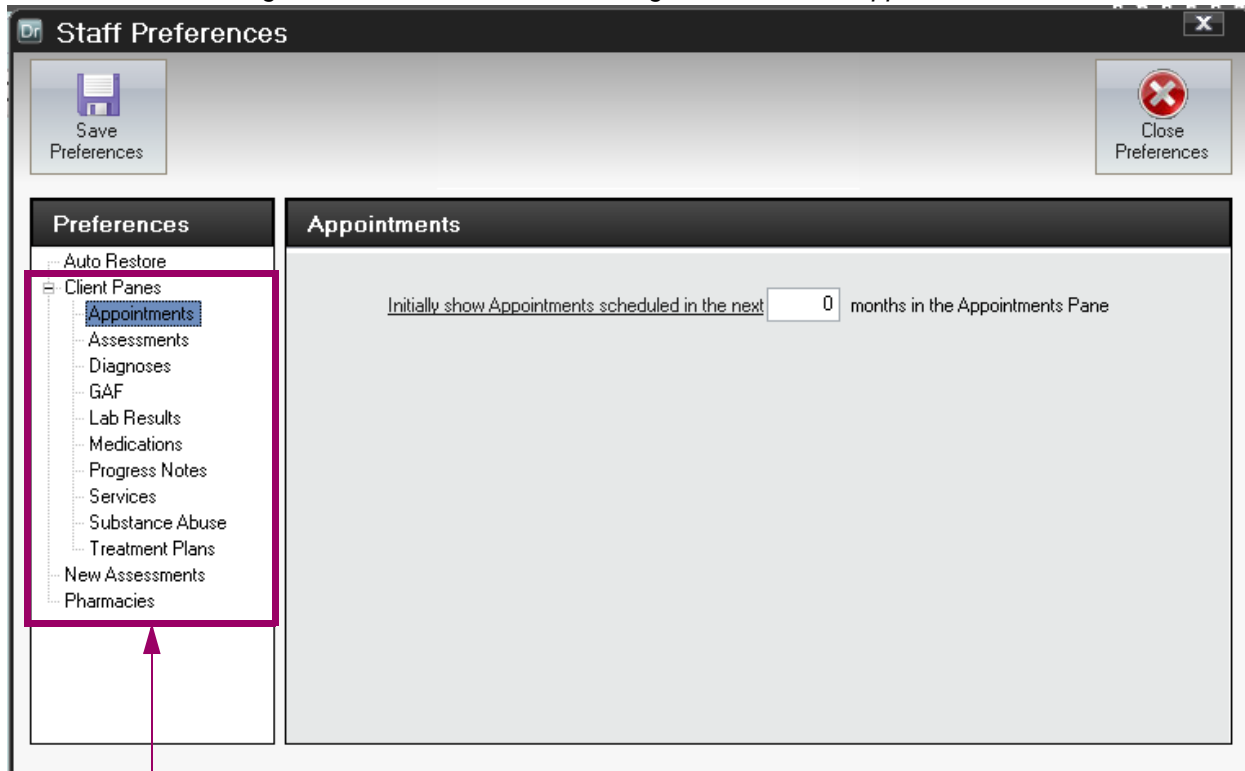 Dr Staff Preferences
X
Save
Preferences
Close
Preferences
Preferences
Auto Restore
Client Panes
Appointments
Assessments
Diagnoses
GAF
Lab Results
Medications
Progress Notes
Services
Substance Abuse
Treatment Plans
New Assessments
Pharmacies
Appointments
Initially show Appointments scheduled in the next 0 months in the Appointments Pane